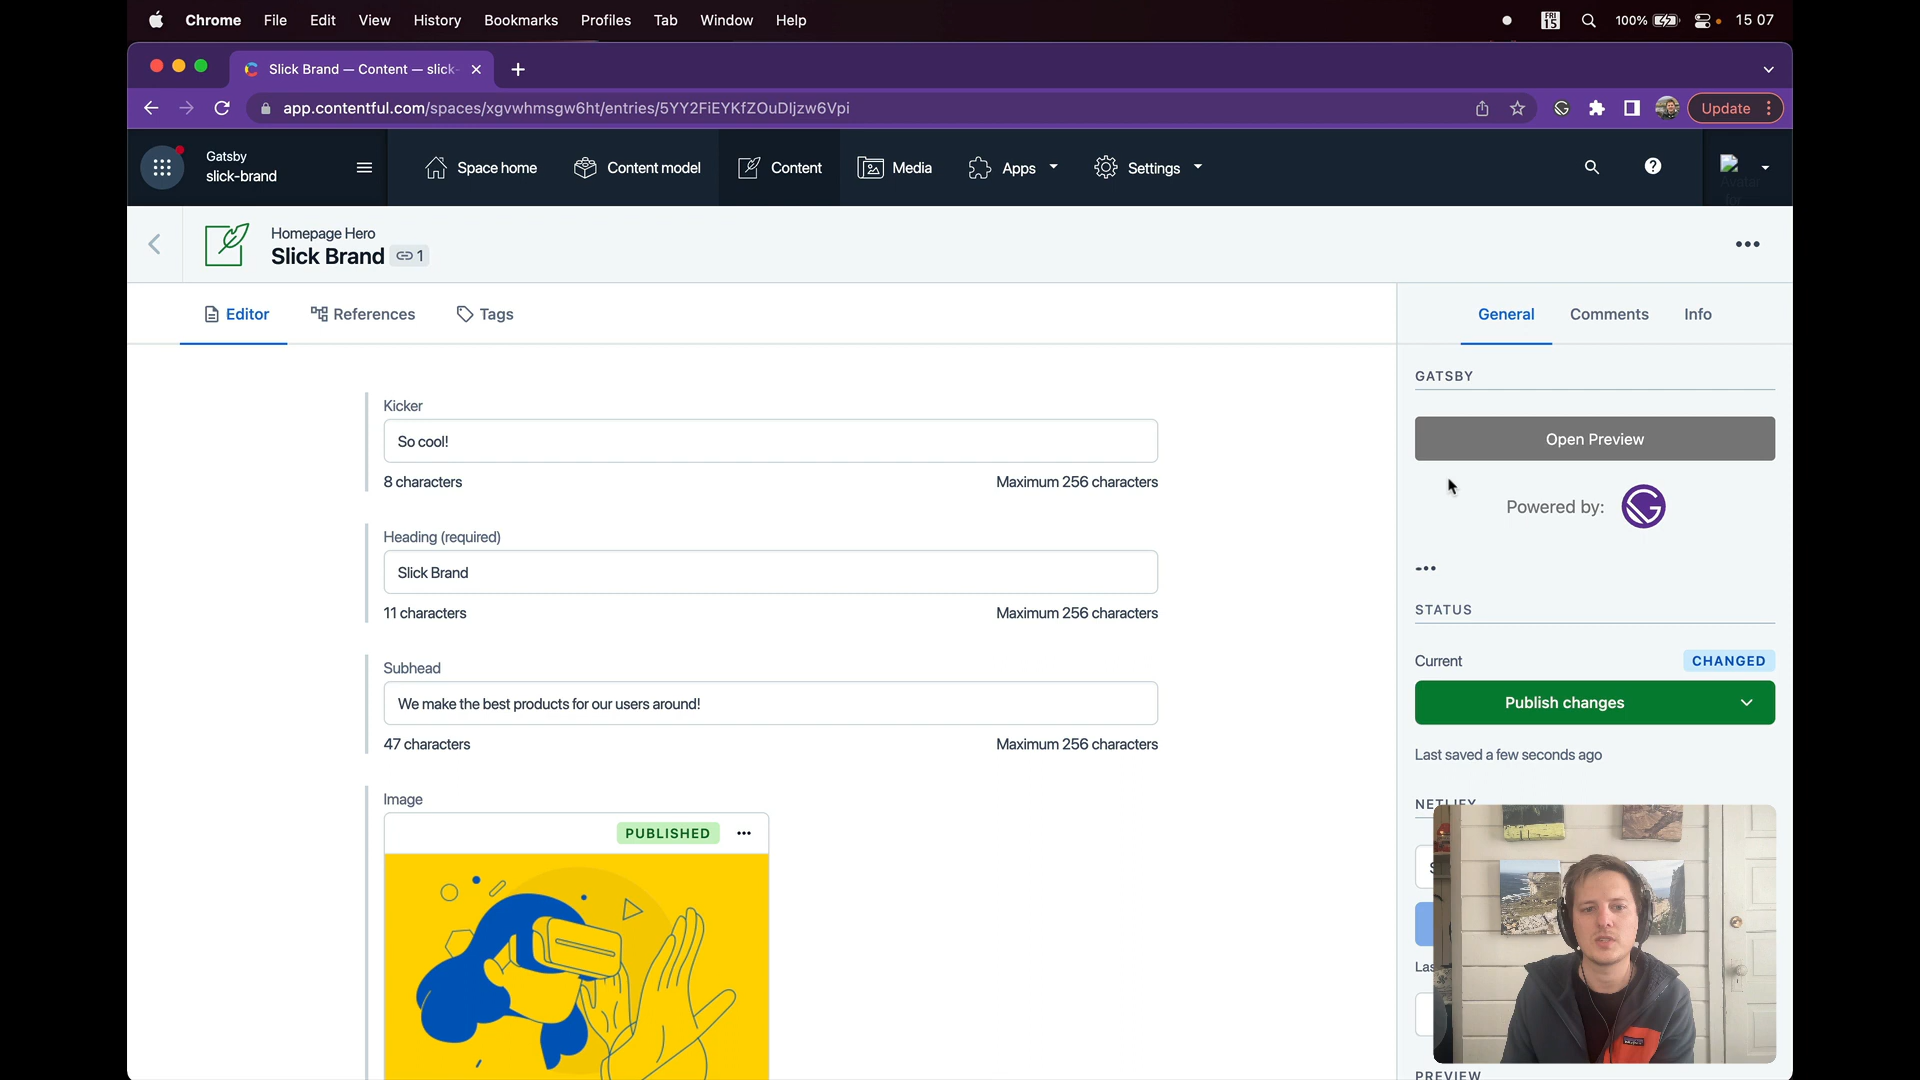 Chrome File Edit View History Bookmarks Profiles Tab Window Help FRI 15 100% 15 07
Slick Brand — Content — slick-
app.contentful.com/spaces/xgvwhmsgw6ht/entries/5YY2FiEYKfZOuDljzw6Vpi Update
Gatsby
slick-brand
Space home Content model Content Media Apps Settings
Homepage Hero
Slick Brand 1
Editor References Tags
General Comments Info
GATSBY
Open Preview
Powered by:
Kicker
So cool!
8 characters Maximum 256 characters
Heading (required)
Slick Brand
11 characters Maximum 256 characters
Subhead
We make the best products for our users around!
47 characters Maximum 256 characters
Image
PUBLISHED
STATUS
Current CHANGED
Publish changes
Last saved a few seconds ago
NETLIFY
PREVIEW